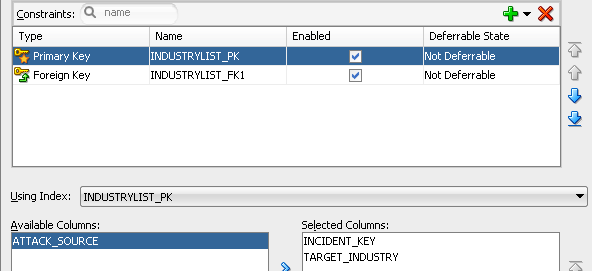 Constraints: name
Type Name Enabled Deferrable State
Primary Key INDUSTRYLIST_PK Not Deferrable
Foreign Key INDUSTRYLIST_FK1 Not Deferrable
Using Index: INDUSTRYLIST_PK
Available Columns: Selected Columns:
ATTACK_SOURCE INCIDENT_KEY
TARGET_INDUSTRY